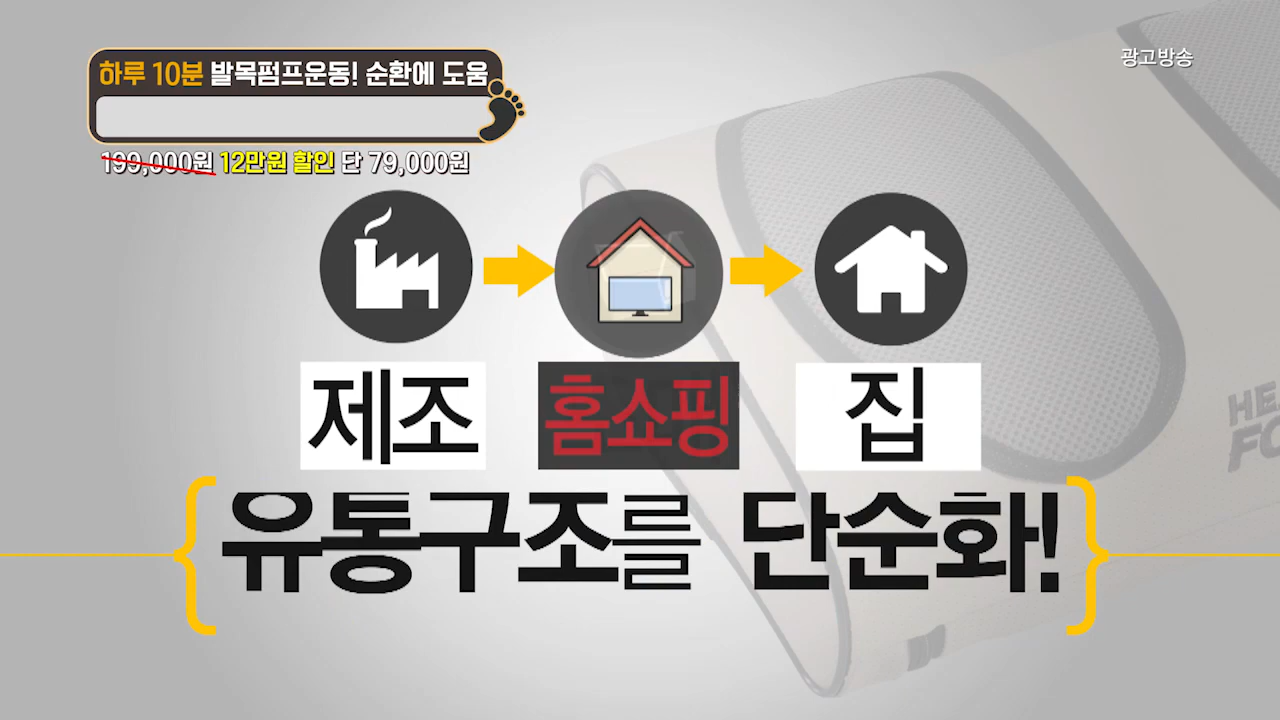 광고방송
하루 10분 발목펌프운동! 순환에 도움
199,000원 12만원 할인 단 79,000원
제조 홈쇼핑 집
유통구조를 단순화!